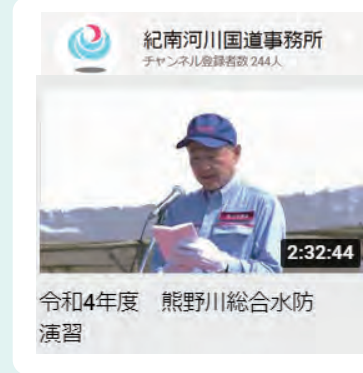 紀南河川国道事務所
チャンネル登録者数 244人
2:32:44
令和4年度　熊野川総合水防
演習